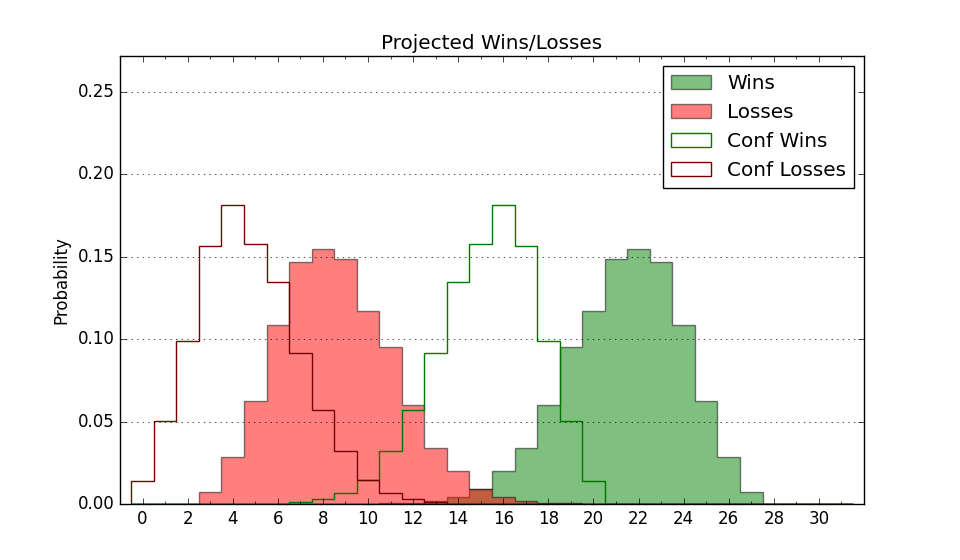 Projected Wins/Losses
0.25
0.20
0.15
0.10
0.05
0.00
Probability
Wins
Losses
Conf Wins
Conf Losses
0 2 4 6 8 10 12 14 16 18 20 22 24 26 28 30